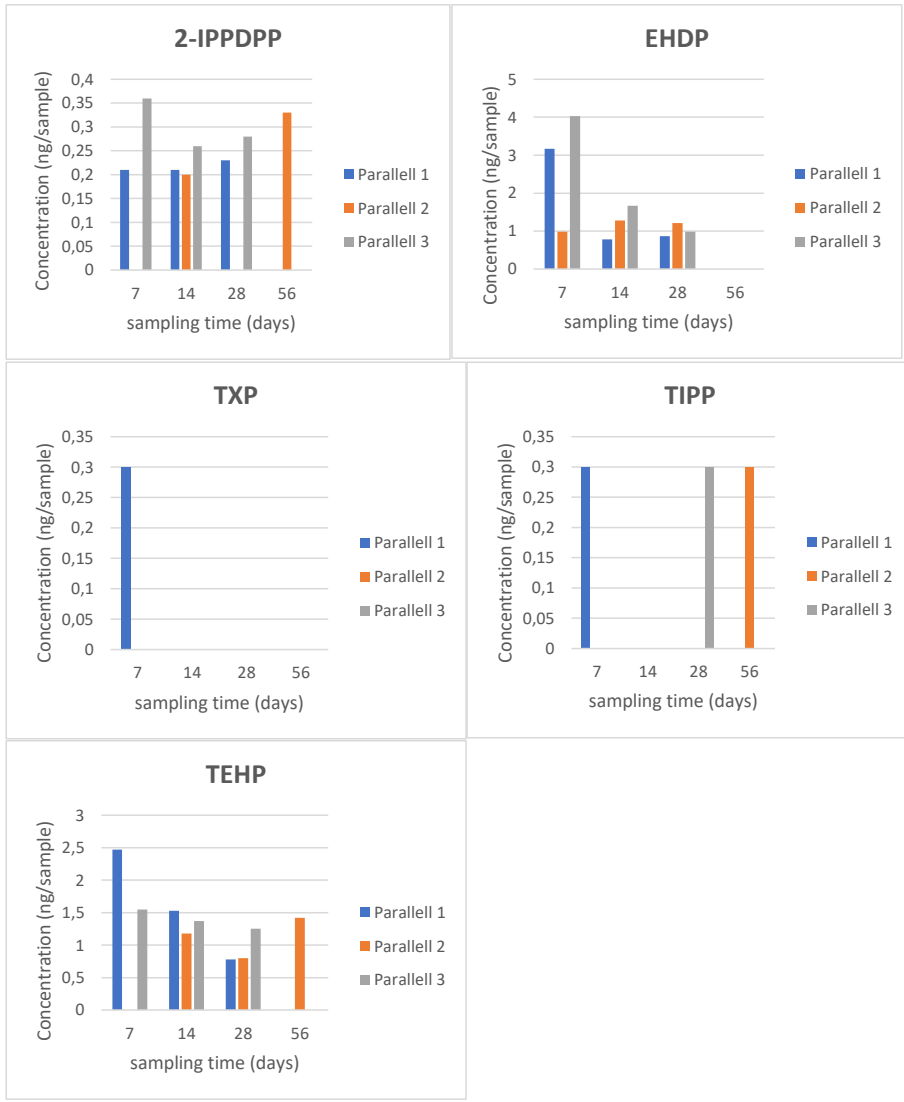 2-IPPDPP
Concentration (ng/sample)
0,4
0,35
0,3
0,25
0,2
0,15
0,1
0,05
0
7 14 28 56
sampling time (days)
Parallell 1
Parallell 2
Parallell 3
EHDP
Concentration (ng/sample)
5
4
3
2
1
0
7 14 28 56
sampling time (days)
Parallell 1
Parallell 2
Parallell 3
TXP
Concentration (ng/sample)
0,35
0,3
0,25
0,2
0,15
0,1
0,05
0
7 14 28 56
sampling time (days)
Parallell 1
Parallell 2
Parallell 3
TIPP
Concentration (ng/sample)
0,35
0,3
0,25
0,2
0,15
0,1
0,05
0
7 14 28 56
sampling time (days)
Parallell 1
Parallell 2
Parallell 3
TEHP
Concentration (ng/sample)
3
2,5
2
1,5
1
0,5
0
7 14 28 56
sampling time (days)
Parallell 1
Parallell 2
Parallell 3